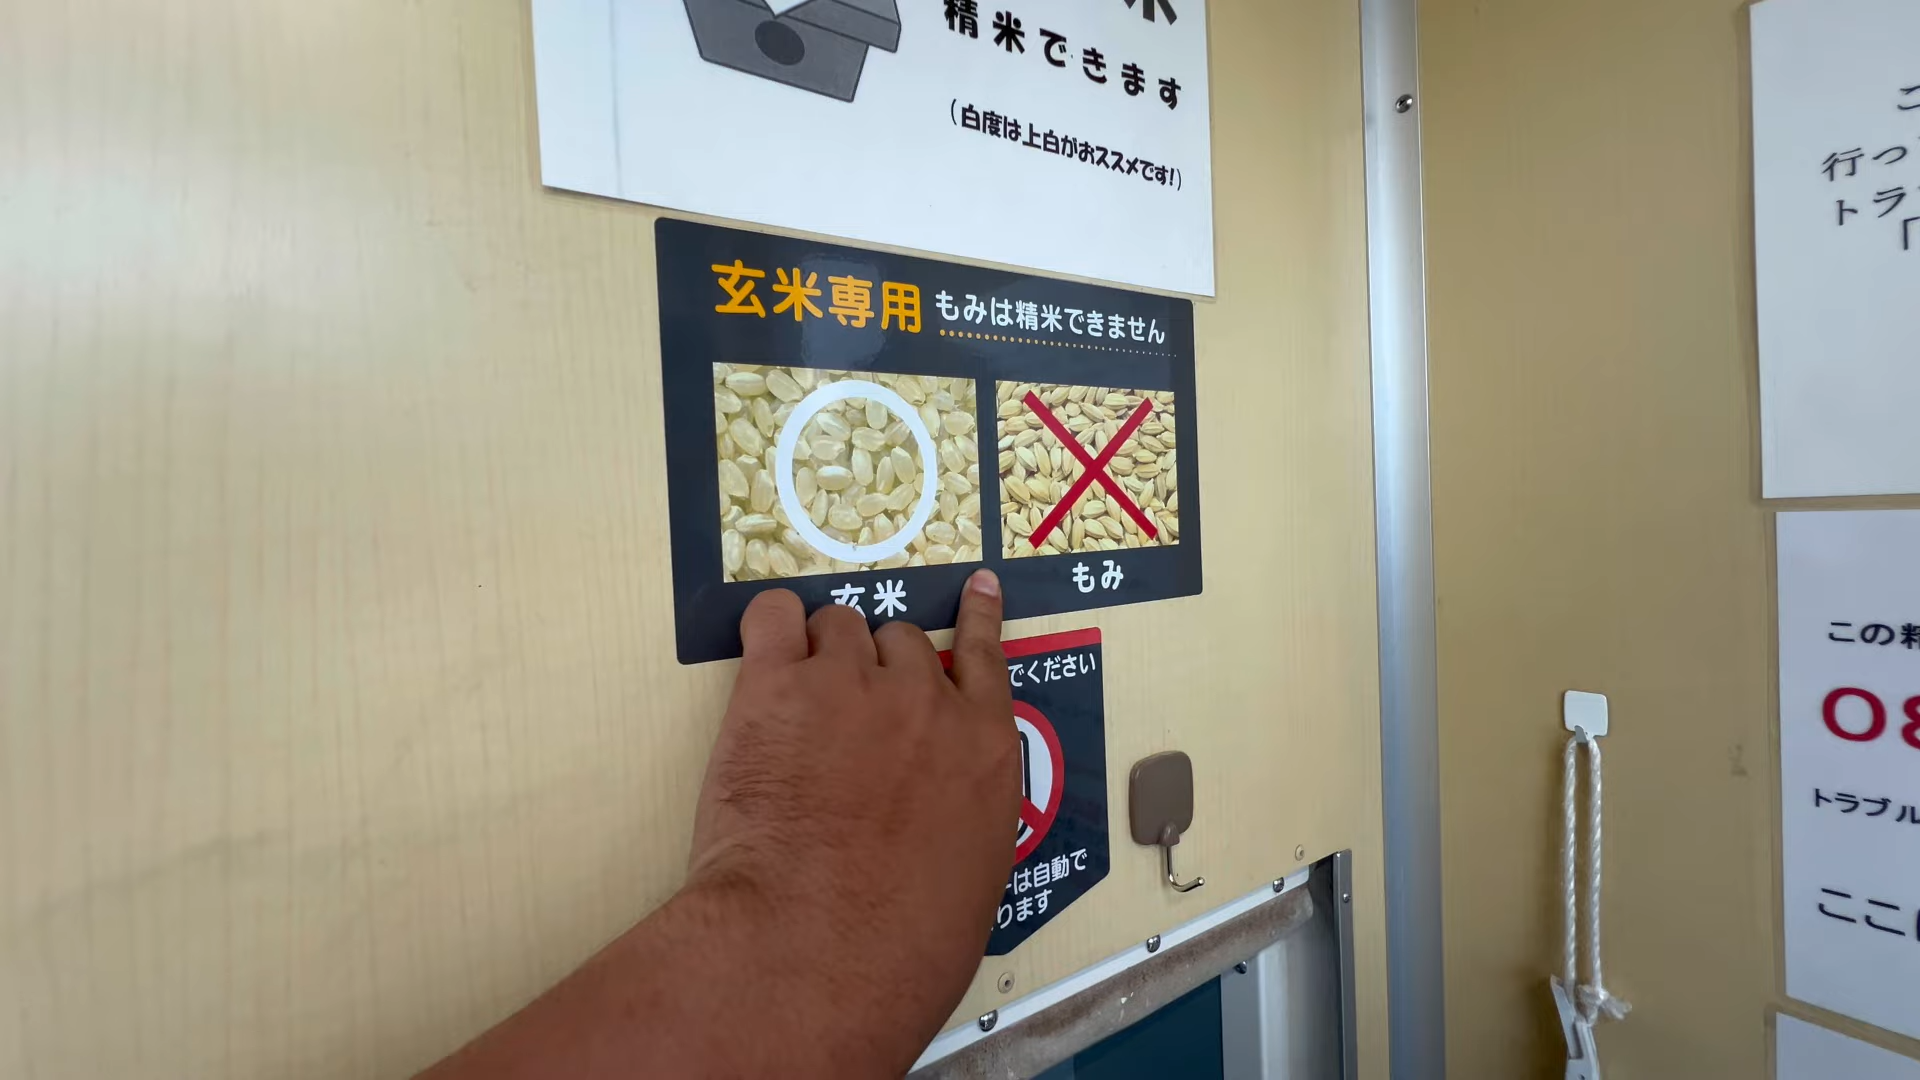 精米できます
(白度は上白がおススメです!)
玄米専用 もみは精米できません
玄米
もみ
でください
は自動で
ります
行っ
トラ
この精
トラブル
ここ